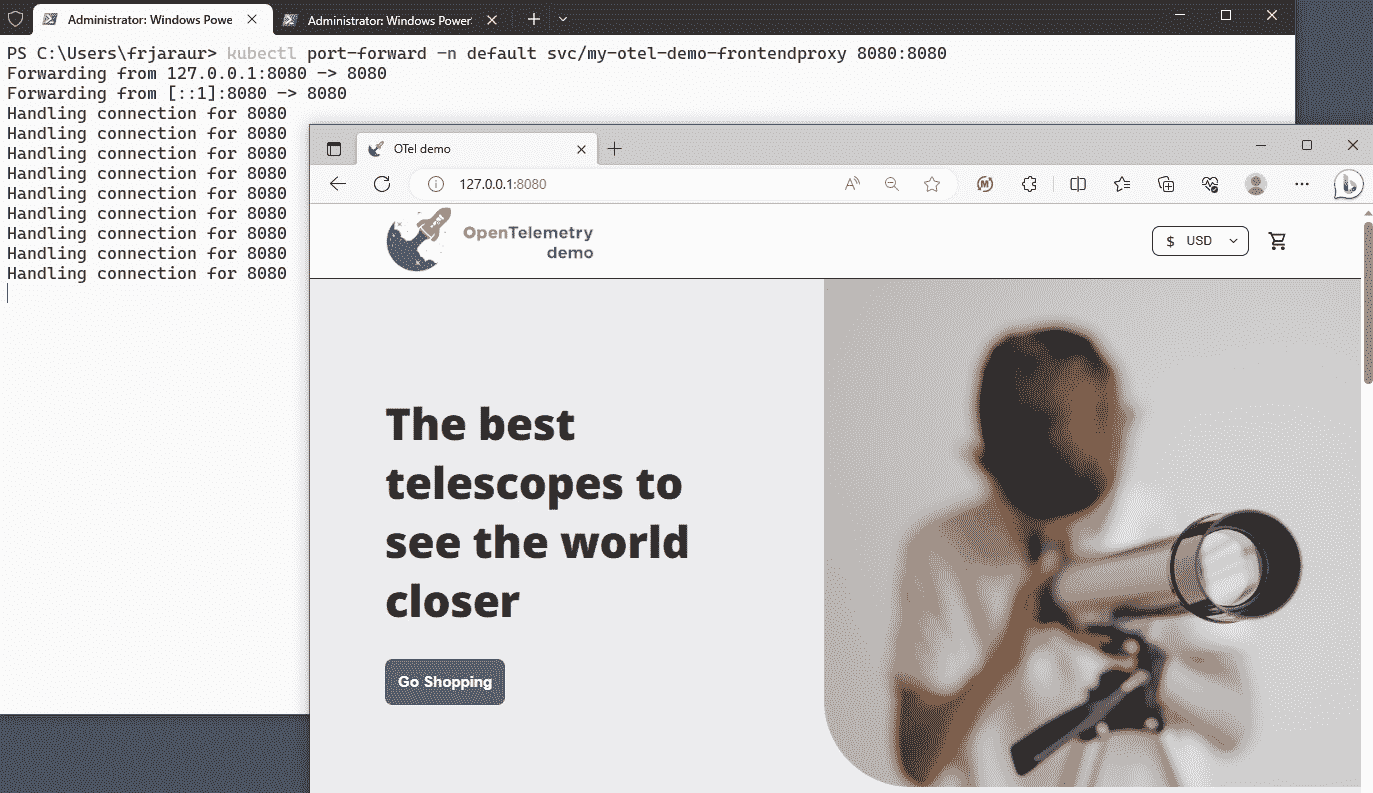 Administrator: Windows Powe
Administrator: Windows Power
PS C:\Users\frjaraur> kubectl port-forward -n default svc/my-otel-demo-frontendproxy 8080:8080
Forwarding from 127.0.0.1:8080 -> 8080
Forwarding from [::1]:8080 -> 8080
Handling connection for 8080
Handling connection for 8080
Handling connection for 8080
Handling connection for 8080
Handling connection for 8080
Handling connection for 8080
Handling connection for 8080
Handling connection for 8080
Handling connection for 8080
OTel demo
127.0.0.1:8080
OpenTelemetry
demo
$ USD
The best
telescopes to
see the world
closer
Go Shopping